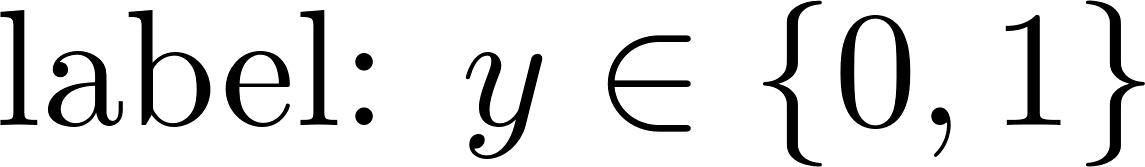 label: y ∈ {0, 1}